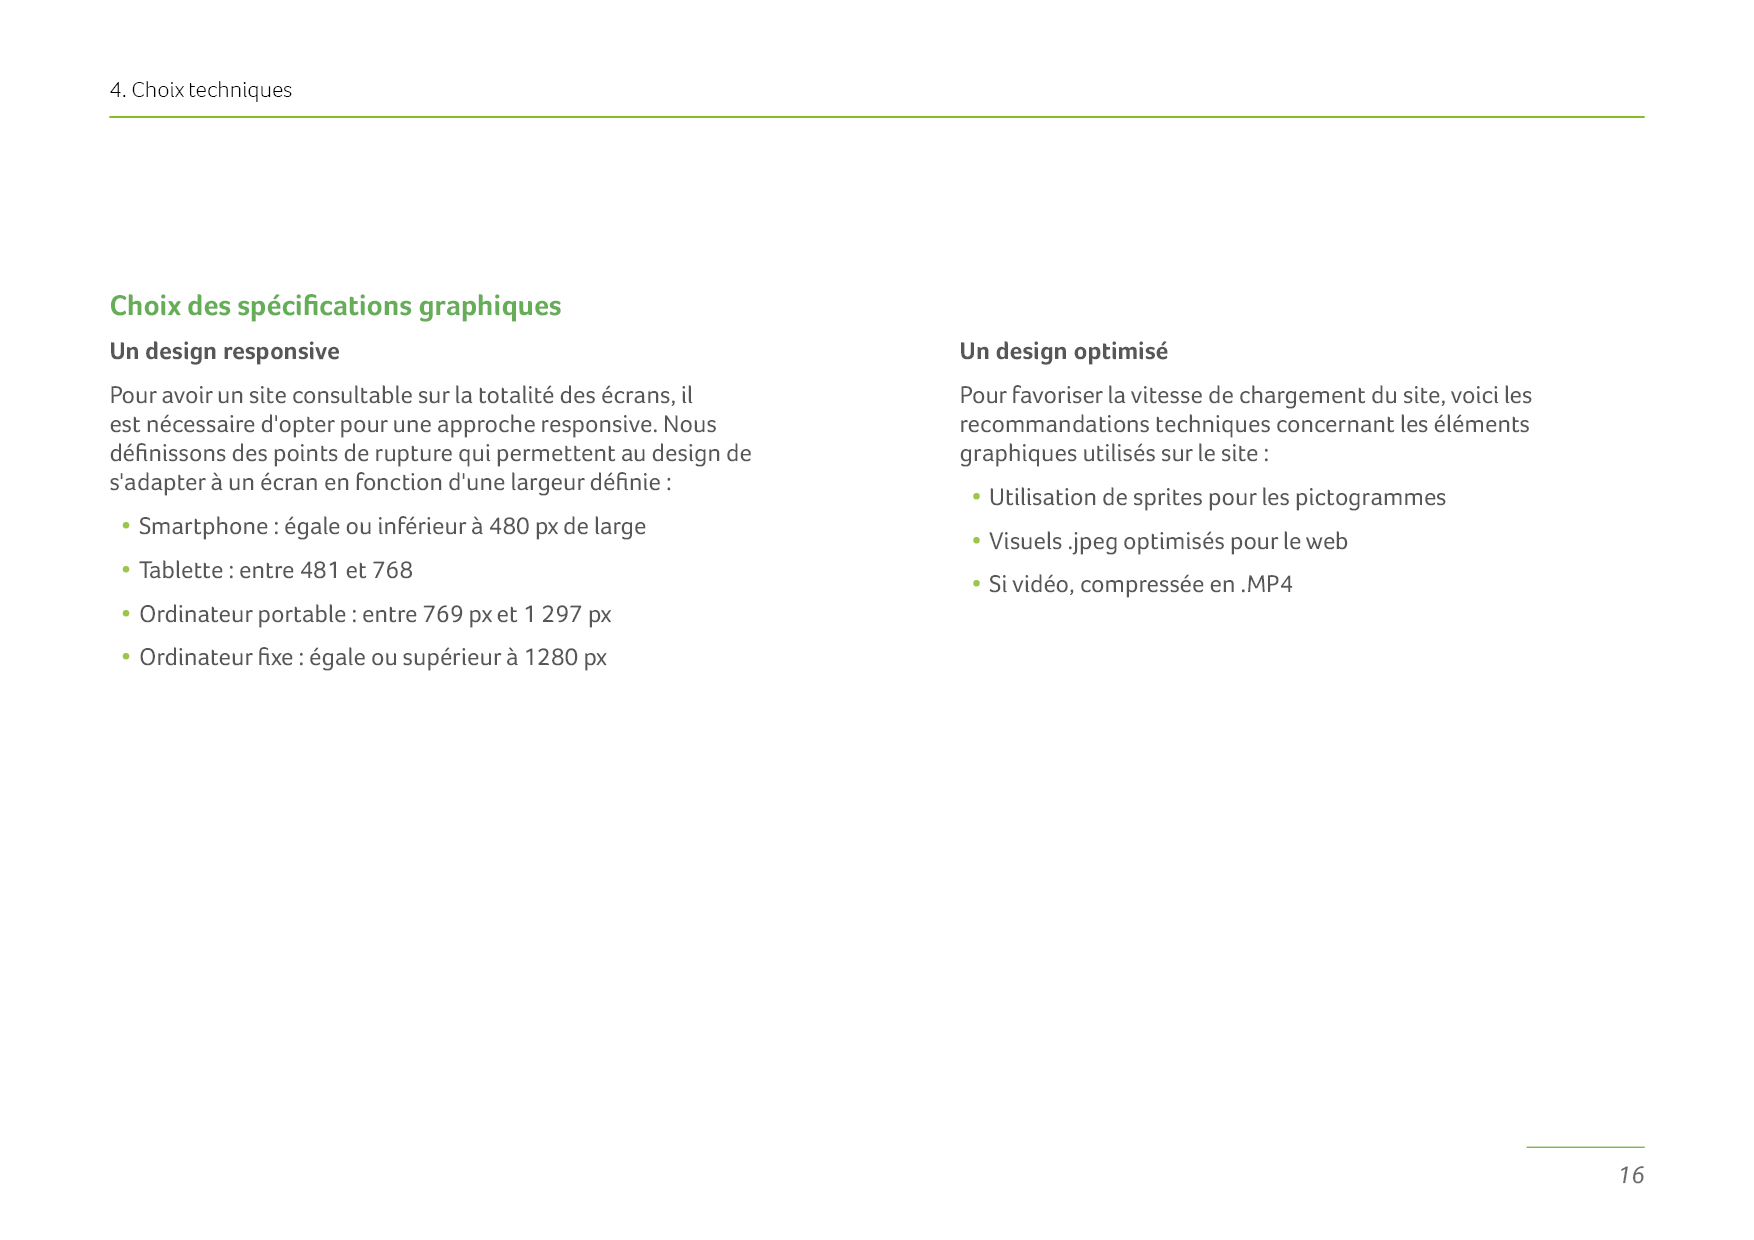 4. Choix techniques
Choix des spécifications graphiques
Un design responsive
Pour avoir un site consultable sur la totalité des écrans, il
est nécessaire d'opter pour une approche responsive. Nous
définissons des points de rupture qui permettent au design de
s'adapter à un écran en fonction d'une largeur définie :
• Smartphone : égale ou inférieur à 480 px de large
• Tablette : entre 481 et 768
• Ordinateur portable : entre 769 px et 1 297 px
• Ordinateur fixe : égale ou supérieur à 1280 px
Un design optimisé
Pour favoriser la vitesse de chargement du site, voici les
recommandations techniques concernant les éléments
graphiques utilisés sur le site :
• Utilisation de sprites pour les pictogrammes
• Visuels .jpeg optimisés pour le web
• Si vidéo, compressée en .MP4
16